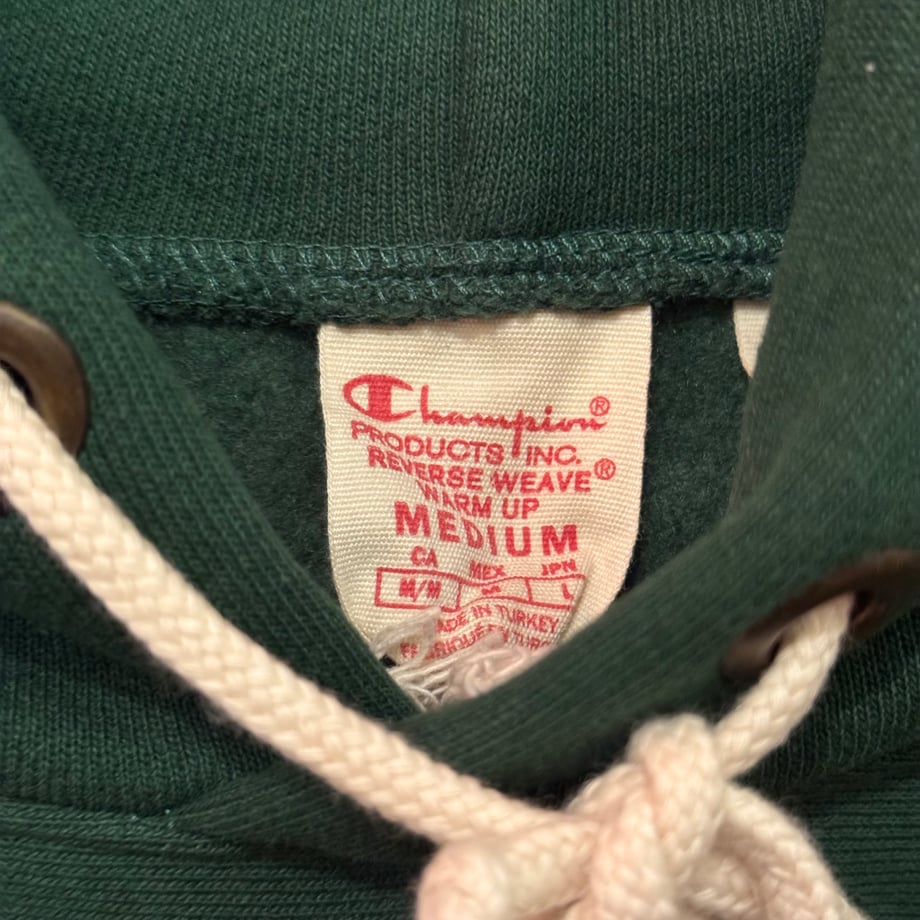 Champion®
PRODUCTS INC.
REVERSE WEAVE®
WARM UP
MEDIUM
CA MEX JPN
M/M M L
MADE IN TURKEY